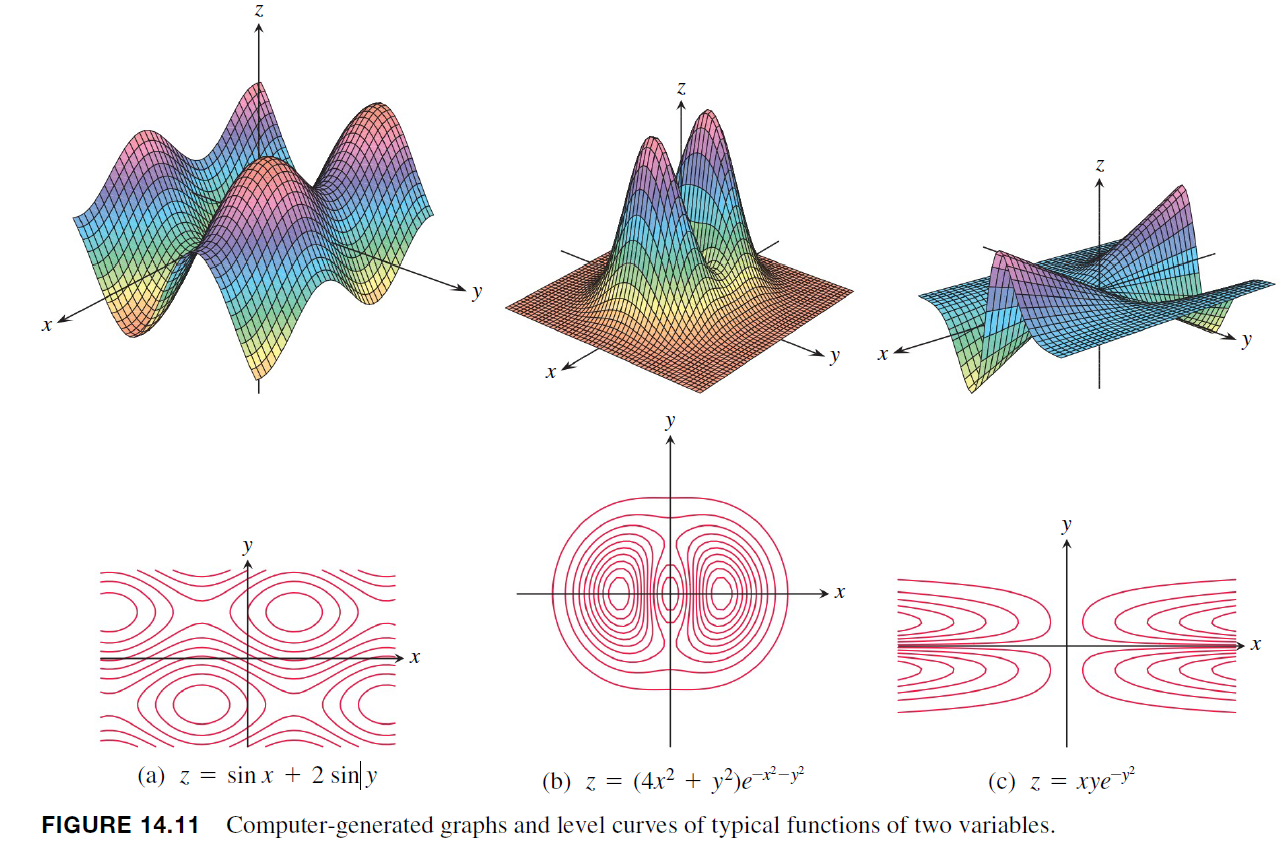 z
z
z
y
x
y
x
y
x
y
y
y
x
x
x
(a) z = sin x + 2 sin y
(b) z = (4x² + y²)e^{−x²−y²}
(c) z = xye^{−y²}
FIGURE 14.11 Computer-generated graphs and level curves of typical functions of two variables.